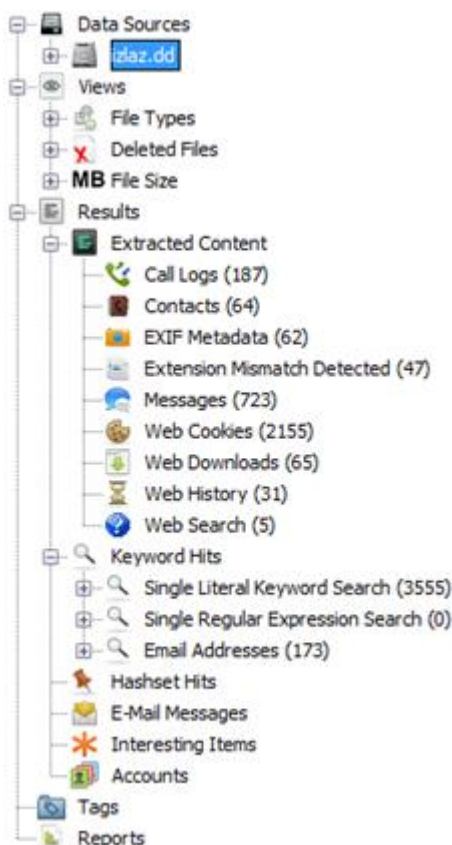 Data Sources
izlaz.dd
Views
File Types
Deleted Files
MB File Size
Results
Extracted Content
Call Logs (187)
Contacts (64)
EXIF Metadata (62)
Extension Mismatch Detected (47)
Messages (723)
Web Cookies (2155)
Web Downloads (65)
Web History (31)
Web Search (5)
Keyword Hits
Single Literal Keyword Search (3555)
Single Regular Expression Search (0)
Email Addresses (173)
Hashset Hits
E-Mail Messages
Interesting Items
Accounts
Tags
Reports